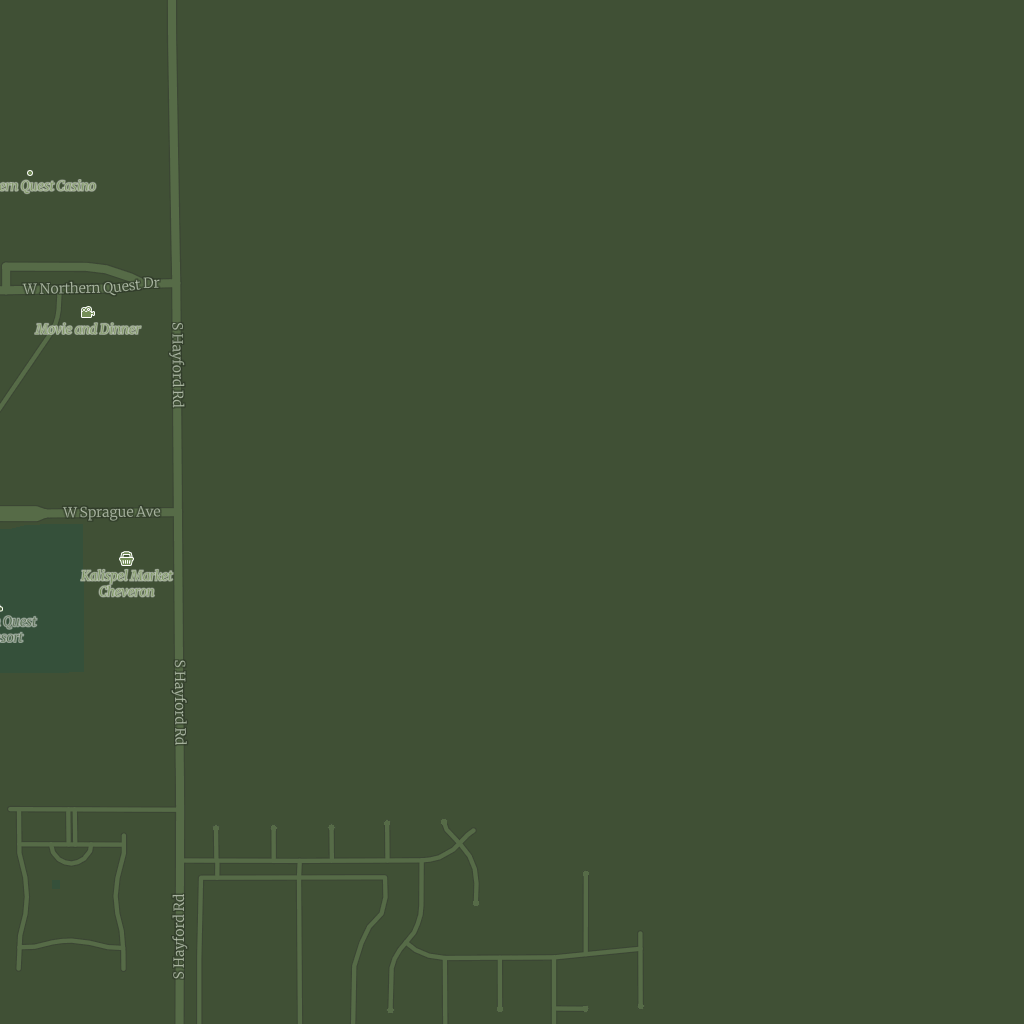 ern Quest Casino
W Northern Quest Dr
Movie and Dinner
S Hayford Rd
W Sprague Ave
Kalispel Market
Cheveron
Quest
sort
S Hayford Rd
S Hayford Rd